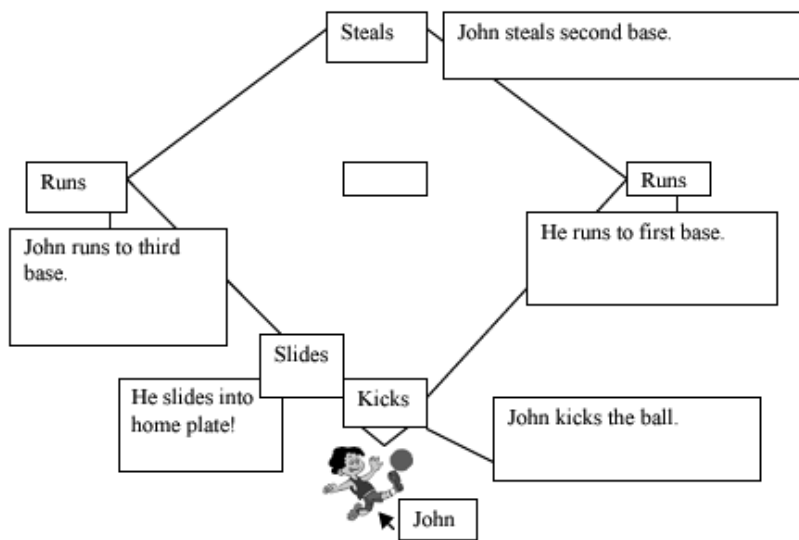 Steals
John steals second base.
Runs
Runs
John runs to third
base.
He runs to first base.
Slides
He slides into
home plate!
Kicks
John kicks the ball.
John